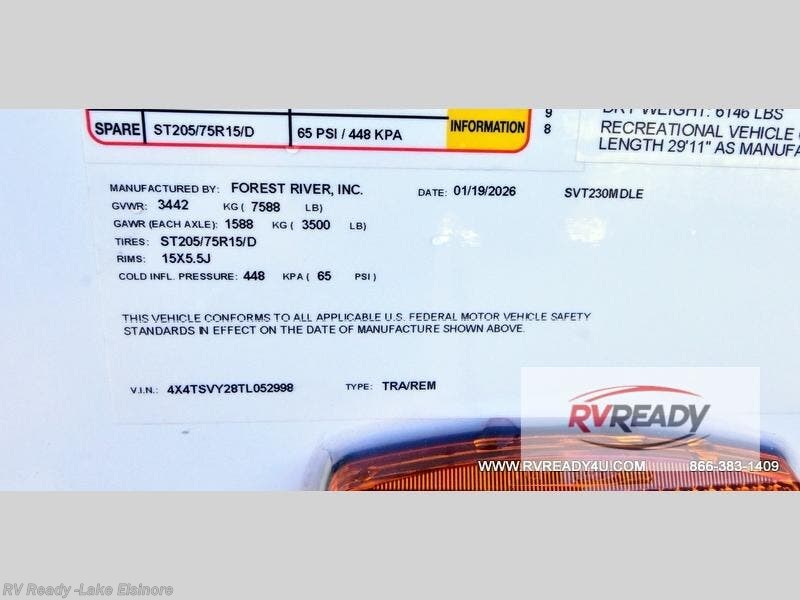 9
DRY WEIGHT: 6146 LBS
SPARE ST205/75R15/D 65 PSI / 448 KPA INFORMATION 8
RECREATIONAL VEHICLE
LENGTH 29'11" AS MANUFA
MANUFACTURED BY: FOREST RIVER, INC. DATE: 01/19/2026 SVT230MDLE
GVWR: 3442 KG ( 7588 LB)
GAWR (EACH AXLE): 1588 KG ( 3500 LB)
TIRES: ST205/75R15/D
RIMS: 15X5.5J
COLD INFL. PRESSURE: 448 KPA ( 65 PSI )
THIS VEHICLE CONFORMS TO ALL APPLICABLE U.S. FEDERAL MOTOR VEHICLE SAFETY
STANDARDS IN EFFECT ON THE DATE OF MANUFACTURE SHOWN ABOVE.
V.I.N.: 4X4TSVY28TL052998 TYPE: TRA/REM
RVREADY
WWW.RVREADY4U.COM 866-383-1409
RV Ready -Lake Elsinore